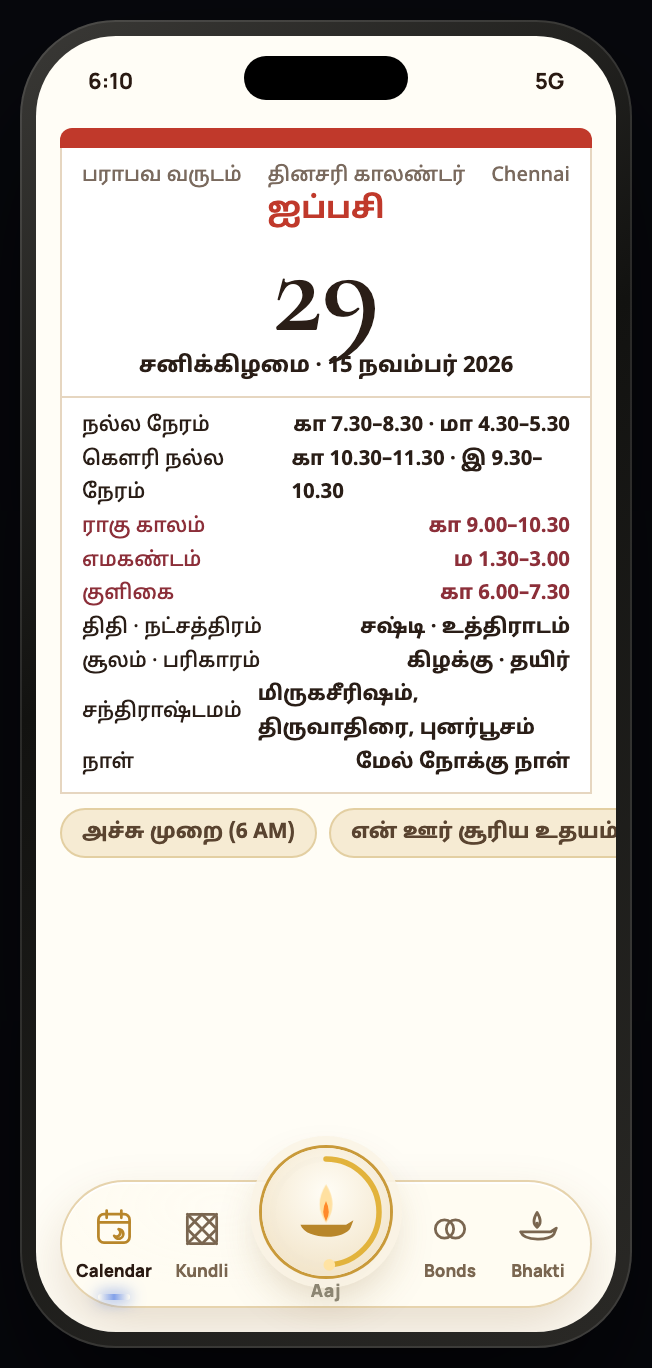 6:10 5G
பராபவ வருடம் தினசரி காலண்டர் Chennai
ஐப்பசி
29
சனிக்கிழமை · 15 நவம்பர் 2026
நல்ல நேரம் கா 7.30–8.30 · மா 4.30–5.30
கௌரி நல்ல நேரம் கா 10.30–11.30 · இ 9.30–10.30
ராகு காலம் கா 9.00–10.30
எமகண்டம் ம 1.30–3.00
குளிகை கா 6.00–7.30
திதி · நட்சத்திரம் சஷ்டி · உத்திராடம்
சூலம் · பரிகாரம் கிழக்கு · தயிர்
சந்திராஷ்டமம் மிருகசீரிஷம், திருவாதிரை, புனர்பூசம்
நாள் மேல் நோக்கு நாள்
அச்சு முறை (6 AM) என் ஊர் சூரிய உதயம்
Calendar Kundli Aaj Bonds Bhakti